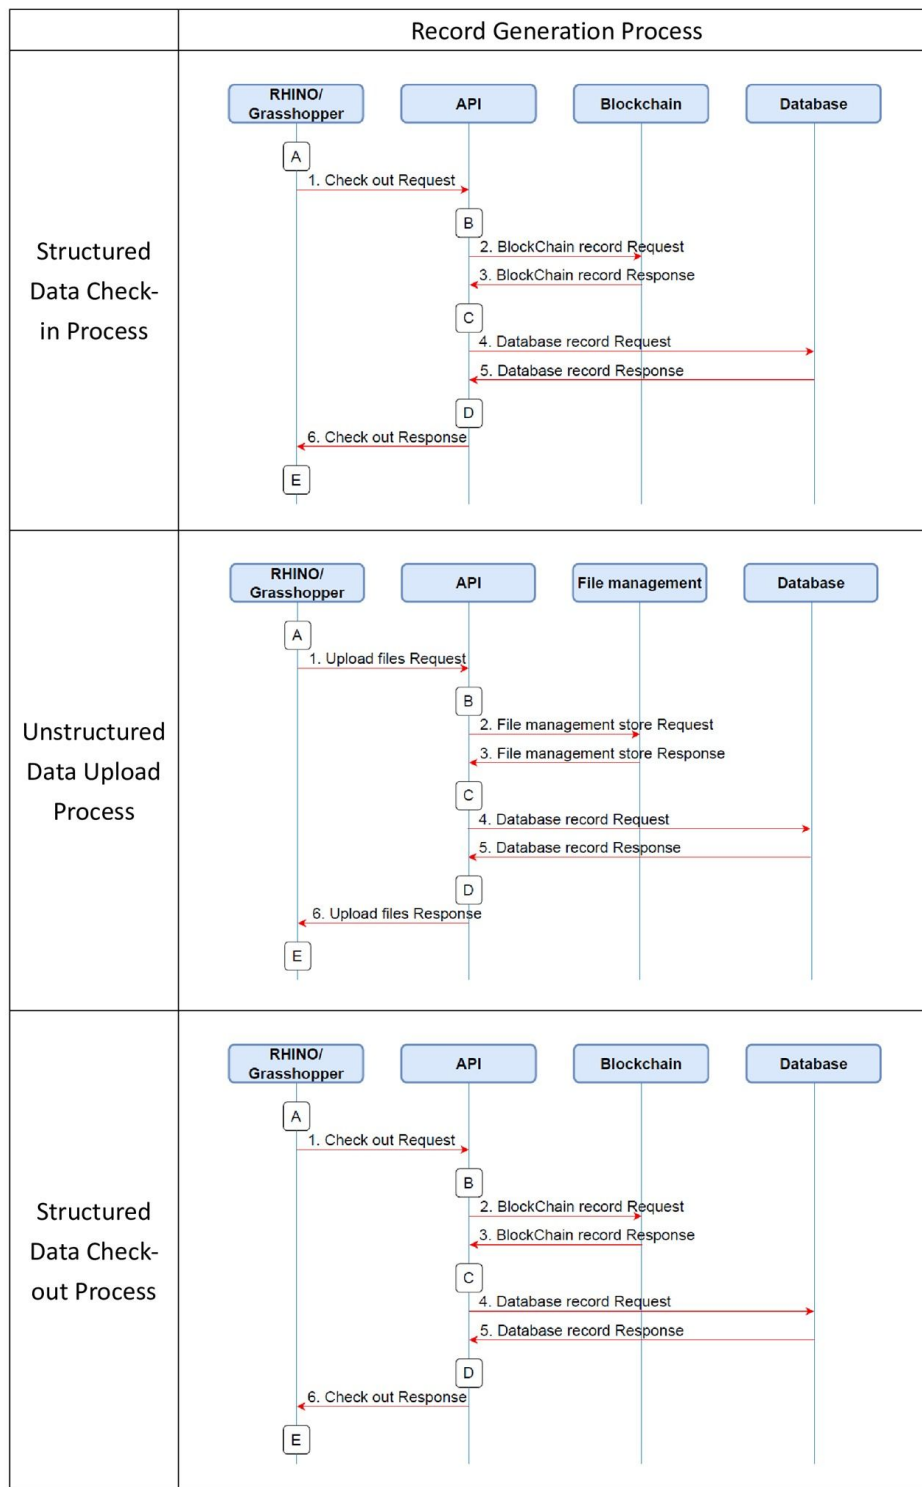 Record Generation Process
Structured
Data Check-
in Process
RHINO/
Grasshopper
API
Blockchain
Database
A
1. Check out Request
B
2. BlockChain record Request
3. BlockChain record Response
C
4. Database record Request
5. Database record Response
D
6. Check out Response
E
Unstructured
Data Upload
Process
RHINO/
Grasshopper
API
File management
Database
A
1. Upload files Request
B
2. File management store Request
3. File management store Response
C
4. Database record Request
5. Database record Response
D
6. Upload files Response
E
Structured
Data Check-
out Process
RHINO/
Grasshopper
API
Blockchain
Database
A
1. Check out Request
B
2. BlockChain record Request
3. BlockChain record Response
C
4. Database record Request
5. Database record Response
D
6. Check out Response
E